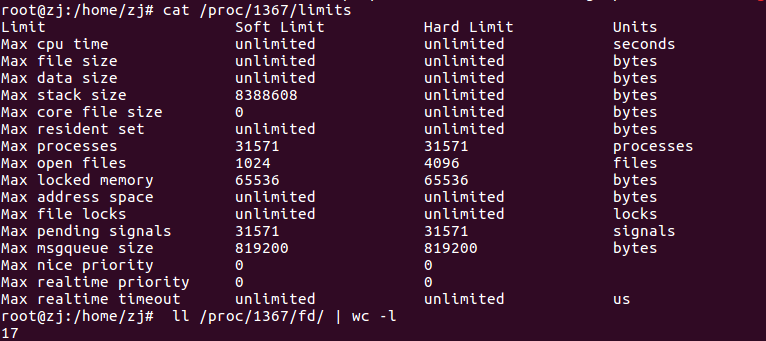 root@zj:/home/zj# cat /proc/1367/limits
Limit                     Soft Limit           Hard Limit           Units
Max cpu time              unlimited            unlimited            seconds
Max file size             unlimited            unlimited            bytes
Max data size             unlimited            unlimited            bytes
Max stack size            8388608              unlimited            bytes
Max core file size        0                    unlimited            bytes
Max resident set          unlimited            unlimited            bytes
Max processes             31571                31571                processes
Max open files            1024                 4096                 files
Max locked memory         65536                65536                bytes
Max address space         unlimited            unlimited            bytes
Max file locks            unlimited            unlimited            locks
Max pending signals       31571                31571                signals
Max msgqueue size         819200               819200               bytes
Max nice priority         0                    0
Max realtime priority     0                    0
Max realtime timeout      unlimited            unlimited            us
root@zj:/home/zj#  ll /proc/1367/fd/ | wc -l
17